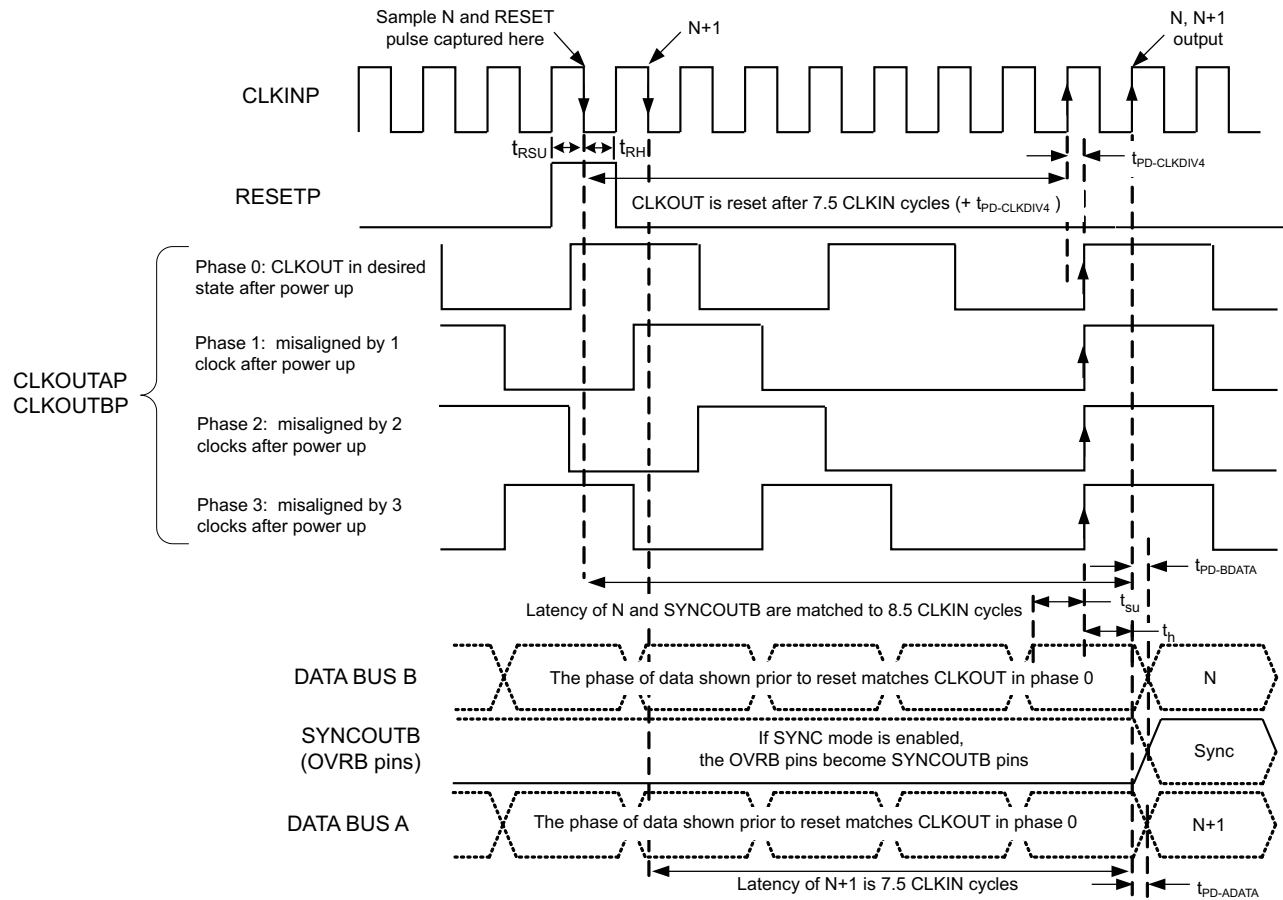 Sample N and RESET
pulse captured here
N+1
N, N+1
output
CLKINP
tRSU
tRH
tPD-CLKDIV4
RESETP
CLKOUT is reset after 7.5 CLKIN cycles (+ tPD-CLKDIV4 )
Phase 0: CLKOUT in desired
state after power up
Phase 1: misaligned by 1
clock after power up
CLKOUTAP
CLKOUTBP
Phase 2: misaligned by 2
clocks after power up
Phase 3: misaligned by 3
clocks after power up
tPD-BDATA
Latency of N and SYNCOUTB are matched to 8.5 CLKIN cycles
tsu
th
DATA BUS B
The phase of data shown prior to reset matches CLKOUT in phase 0
N
SYNCOUTB
(OVRB pins)
If SYNC mode is enabled,
the OVRB pins become SYNCOUTB pins
Sync
DATA BUS A
The phase of data shown prior to reset matches CLKOUT in phase 0
N+1
Latency of N+1 is 7.5 CLKIN cycles
tPD-ADATA